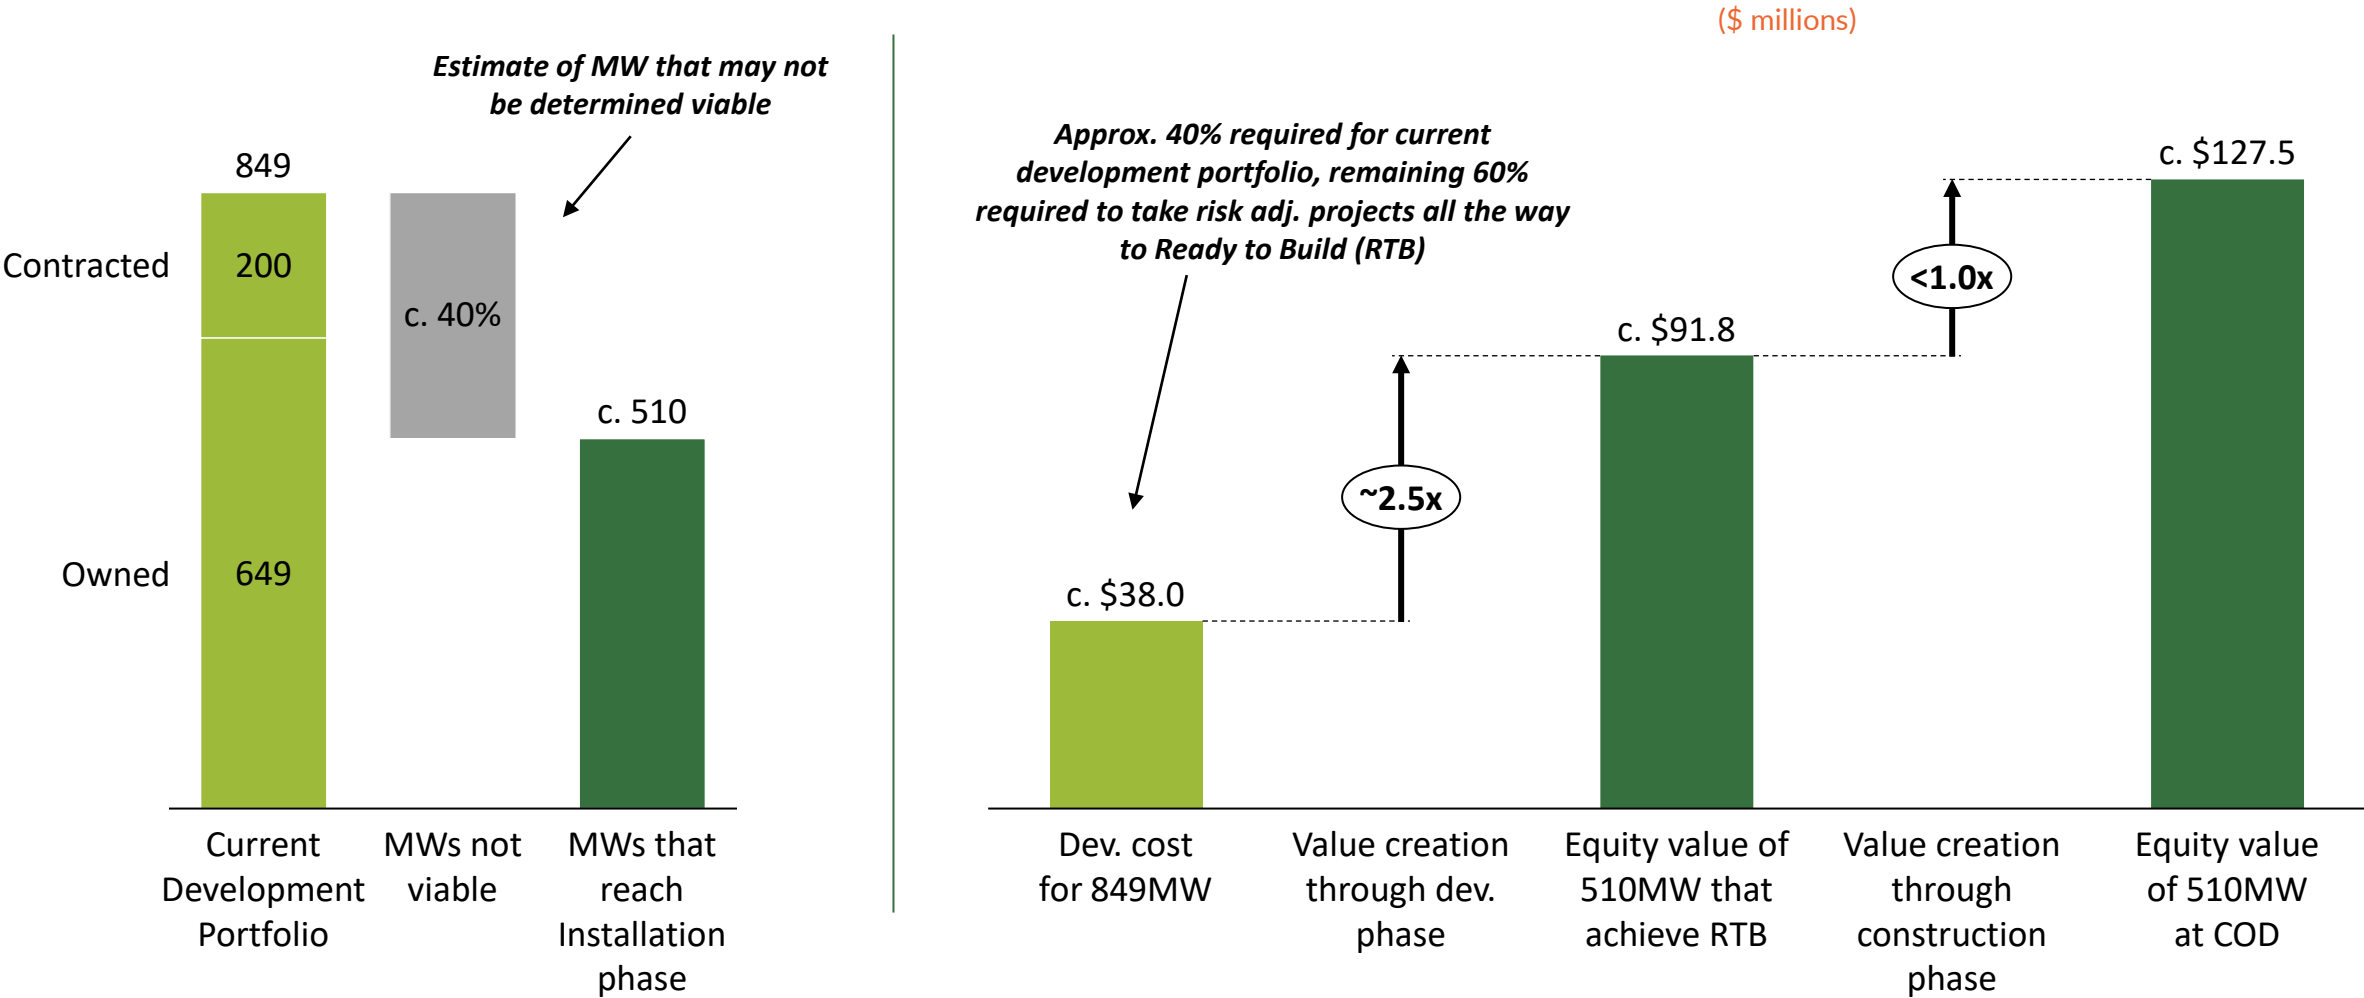 ($ millions)
Estimate of MW that may not
be determined viable
849
Contracted
200
c. 40%
c. 510
Owned
649
Current
Development
Portfolio
MWs not
viable
MWs that
reach
Installation
phase
Approx. 40% required for current
development portfolio, remaining 60%
required to take risk adj. projects all the way
to Ready to Build (RTB)
c. $38.0
~2.5x
c. $91.8
<1.0x
c. $127.5
Dev. cost
for 849MW
Value creation
through dev.
phase
Equity value of
510MW that
achieve RTB
Value creation
through
construction
phase
Equity value
of 510MW
at COD